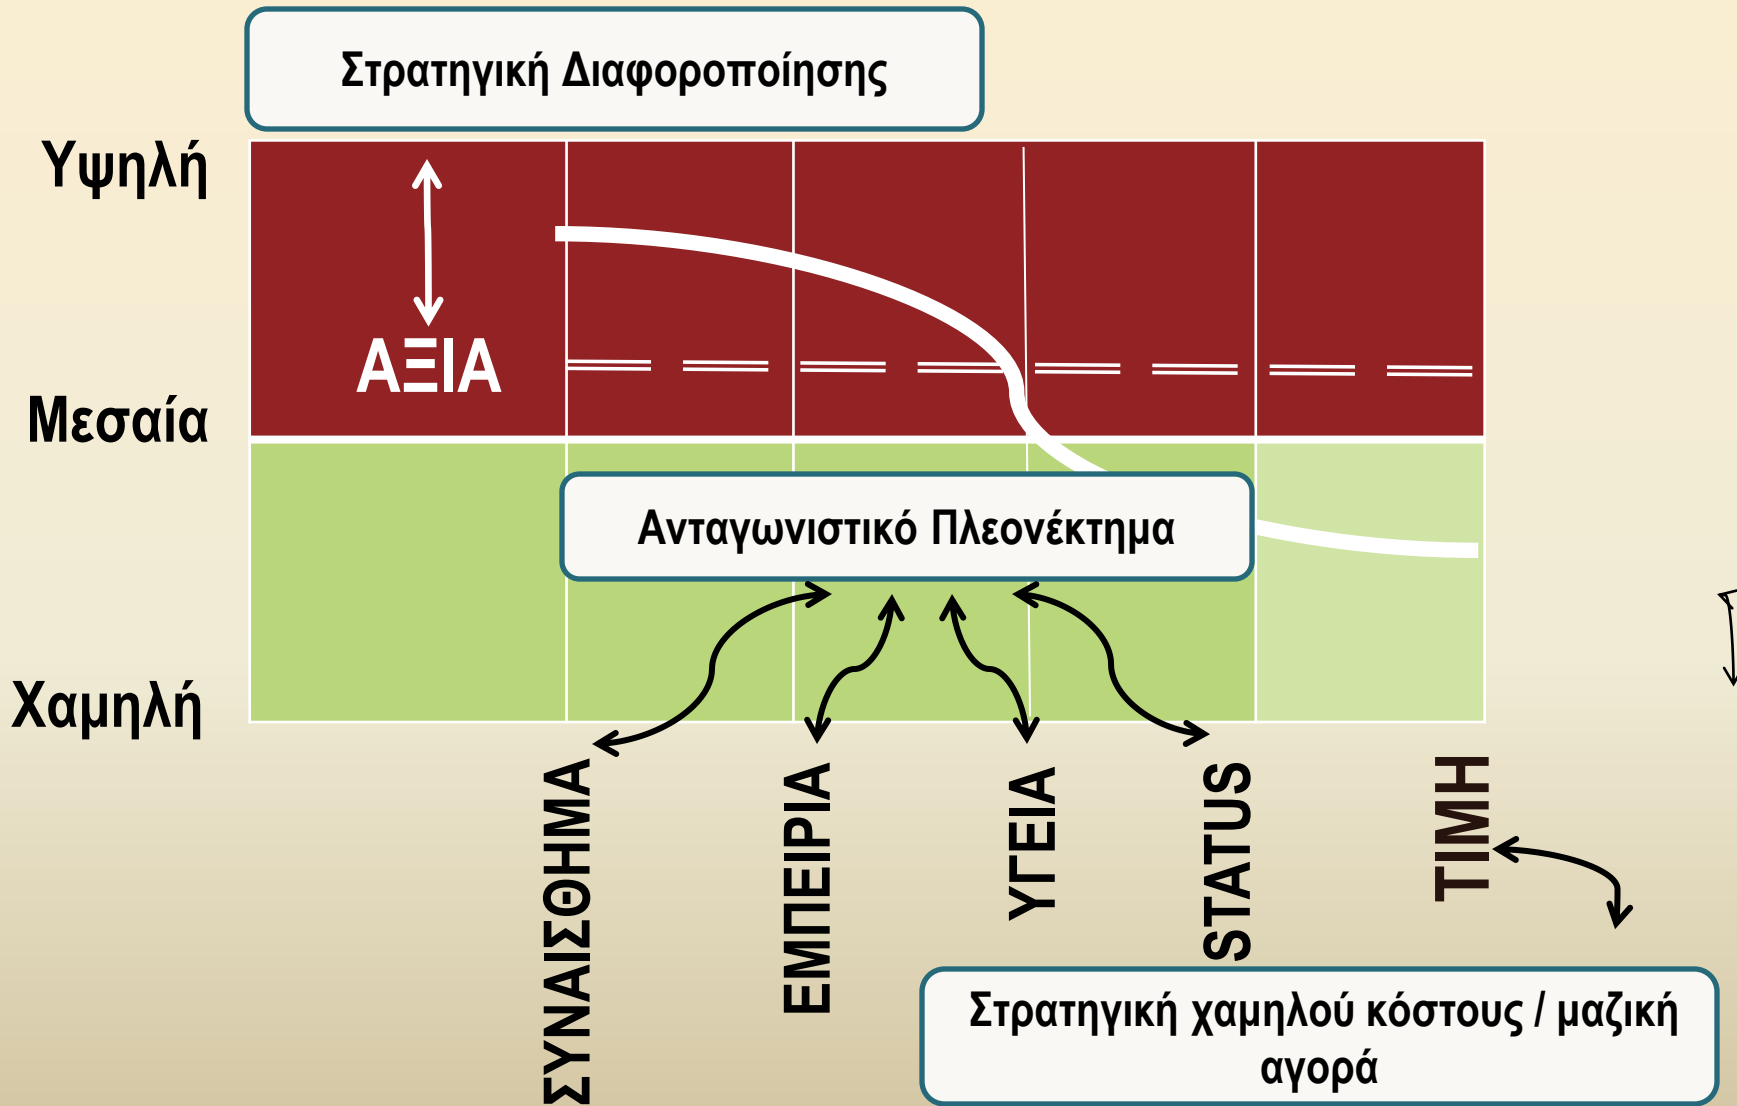 Στρατηγική Διαφοροποίησης
Υψηλή
ΑΞΙΑ
Μεσαία
Ανταγωνιστικό Πλεονέκτημα
Χαμηλή
ΣΥΝΑΙΣΘΗΜΑ
ΕΜΠΕΙΡΙΑ
ΥΓΕΙΑ
STATUS
ΤΙΜΗ
Στρατηγική χαμηλού κόστους / μαζική
αγορά